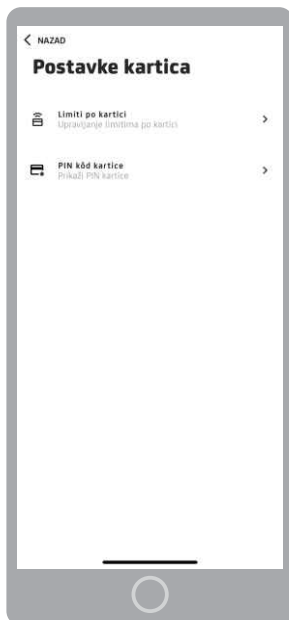 NAZAD
Postavke kartica
Limiti po kartici
Upravljanje limitima po kartici
PIN kôd kartice
Prikaži PIN kartice